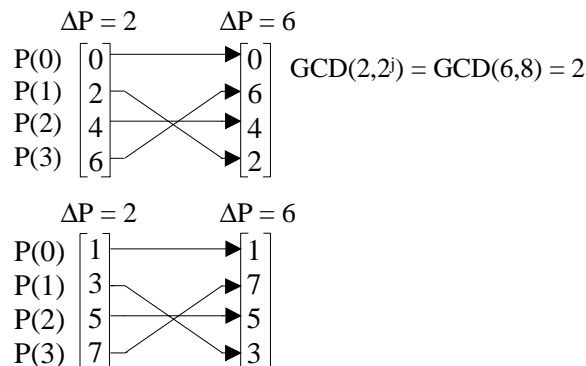 ΔP = 2 ΔP = 6
P(0) 0 0 GCD(2,2ʲ) = GCD(6,8) = 2
P(1) 2 6
P(2) 4 4
P(3) 6 2
ΔP = 2 ΔP = 6
P(0) 1 1
P(1) 3 7
P(2) 5 5
P(3) 7 3